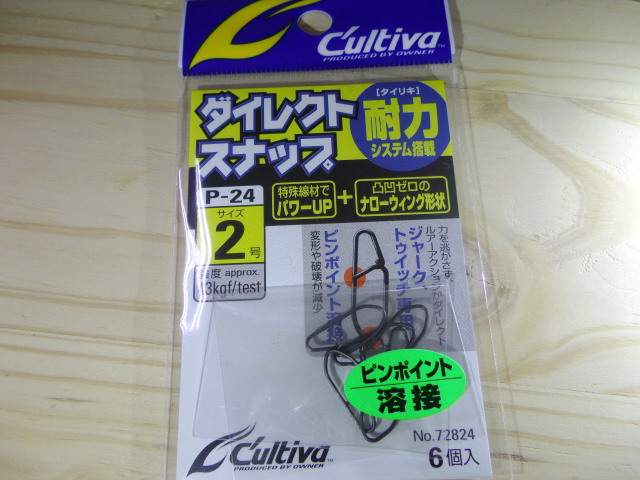 C'ultiva
PRODUCED BY OWNER
ダイレクト
スナップ
[タイリキ]
耐力
システム搭載
P-24
特殊線材で
パワーUP
+
凸凹ゼロの
ナローウィング形状
サイズ
2号
強度 approx.
43kgf/test
力を逃がさず、
ルアーアクションがダイレクト
ジャーク、
トゥイッチ専用
ピンポイント溶接
変形や破壊が減少
ピンポイント
溶接
C'ultiva
PRODUCED BY OWNER
No.72824
6個入